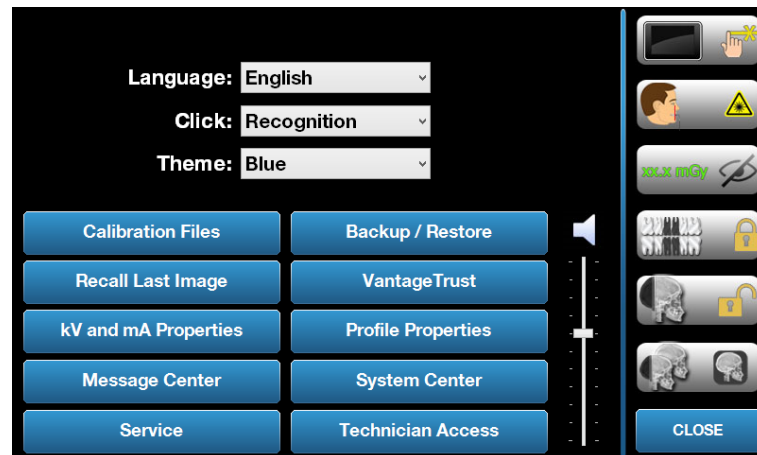 Language: English
Click: Recognition
Theme: Blue
Calibration Files
Backup / Restore
Recall Last Image
VantageTrust
kV and mA Properties
Profile Properties
Message Center
System Center
Service
Technician Access
xx.x mGy
CLOSE